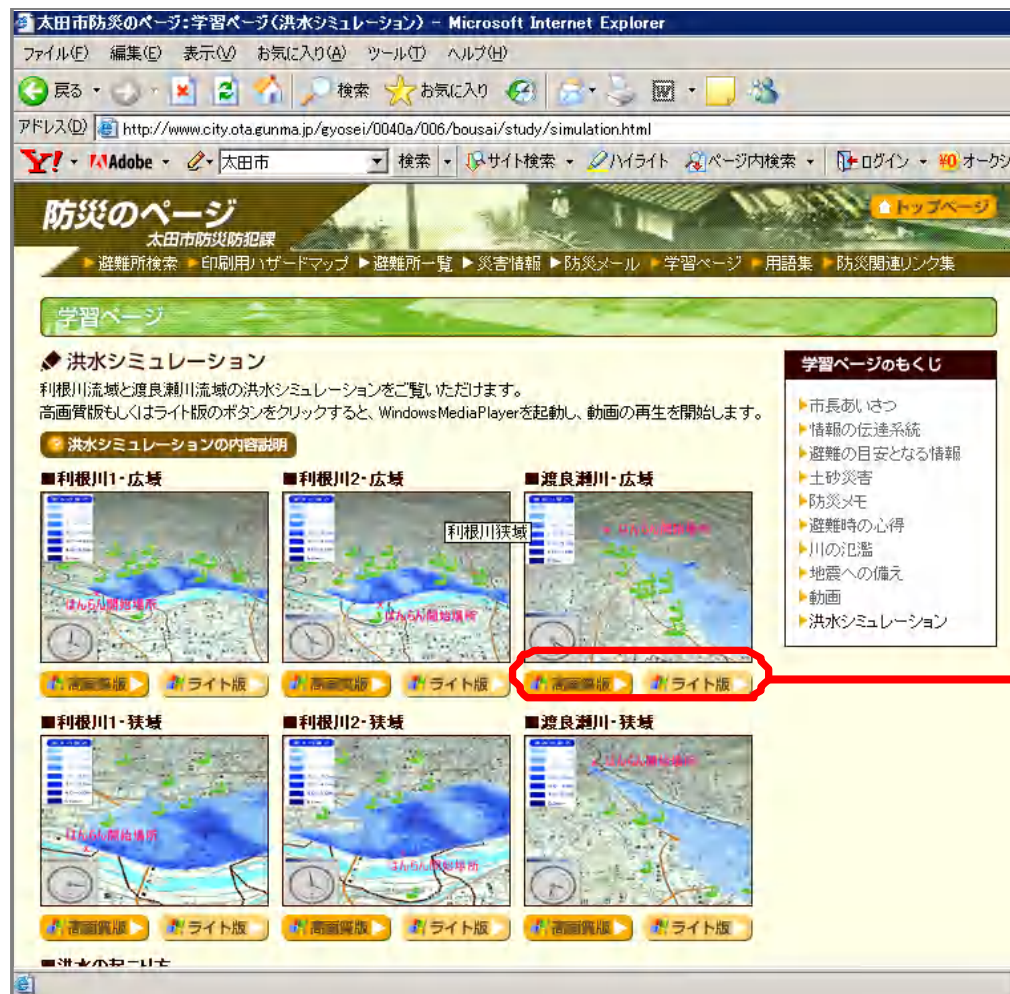 太田市防災のページ:学習ページ(洪水シミュレーション) - Microsoft Internet Explorer
ファイル(F) 編集(E) 表示(V) お気に入り(A) ツール(T) ヘルプ(H)
戻る 検索 お気に入り
アドレス(D) http://www.city.ota.gunma.jp/gyosei/0040a/006/bousai/study/simulation.html
Y! Adobe 太田市 検索 サイト検索 ハイライト ページ内検索 ログイン オークシ
防災のページ
太田市防災防犯課
トップページ
避難所検索 印刷用ハザードマップ 避難所一覧 災害情報 防災メール 学習ページ 用語集 防災関連リンク集
学習ページ
洪水シミュレーション
利根川流域と渡良瀬川流域の洪水シミュレーションをご覧いただけます。
高画質版もしくはライト版のボタンをクリックすると、WindowsMediaPlayerを起動し、動画の再生を開始します。
洪水シミュレーションの内容説明
■利根川1・広域 ■利根川2・広域 ■渡良瀬川・広域
利根川狭域
はんらん開始場所
はんらん開始場所
はんらん開始場所
高画質版 ライト版 高画質版 ライト版 高画質版 ライト版
■利根川1・狭域 ■利根川2・狭域 ■渡良瀬川・狭域
はんらん開始場所
はんらん開始場所
はんらん開始場所
高画質版 ライト版 高画質版 ライト版 高画質版 ライト版
■洪水の起こり方
学習ページのもくじ
市長あいさつ
情報の伝達系統
避難の目安となる情報
土砂災害
防災メモ
避難時の心得
川の氾濫
地震への備え
動画
洪水シミュレーション